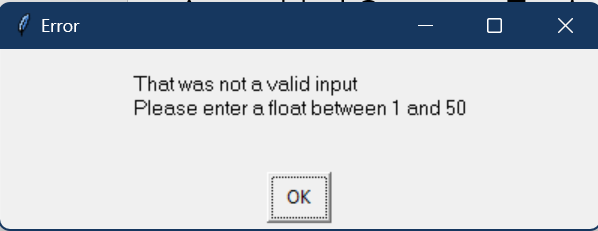 Error
That was not a valid input
Please enter a float between 1 and 50
OK